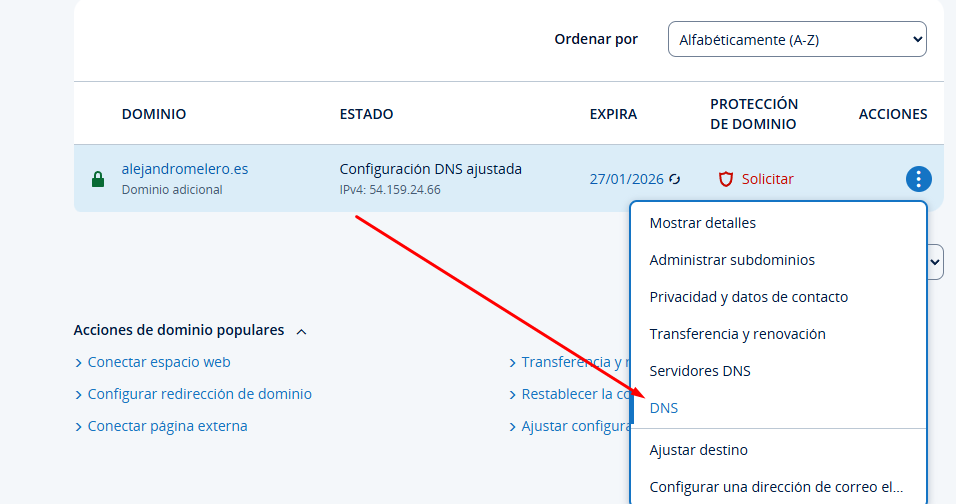 Ordenar por
Alfabéticamente (A-Z)
DOMINIO ESTADO EXPIRA PROTECCIÓN DE DOMINIO ACCIONES
alejandromelero.es Configuración DNS ajustada 27/01/2026 Solicitar
Dominio adicional IPv4: 54.159.24.66
Mostrar detalles
Administrar subdominios
Privacidad y datos de contacto
Transferencia y renovación
Servidores DNS
DNS
Ajustar destino
Configurar una dirección de correo el...
Acciones de dominio populares
Conectar espacio web
Configurar redirección de dominio
Conectar página externa
Transferencia y r
Restablecer la co
Ajustar configura